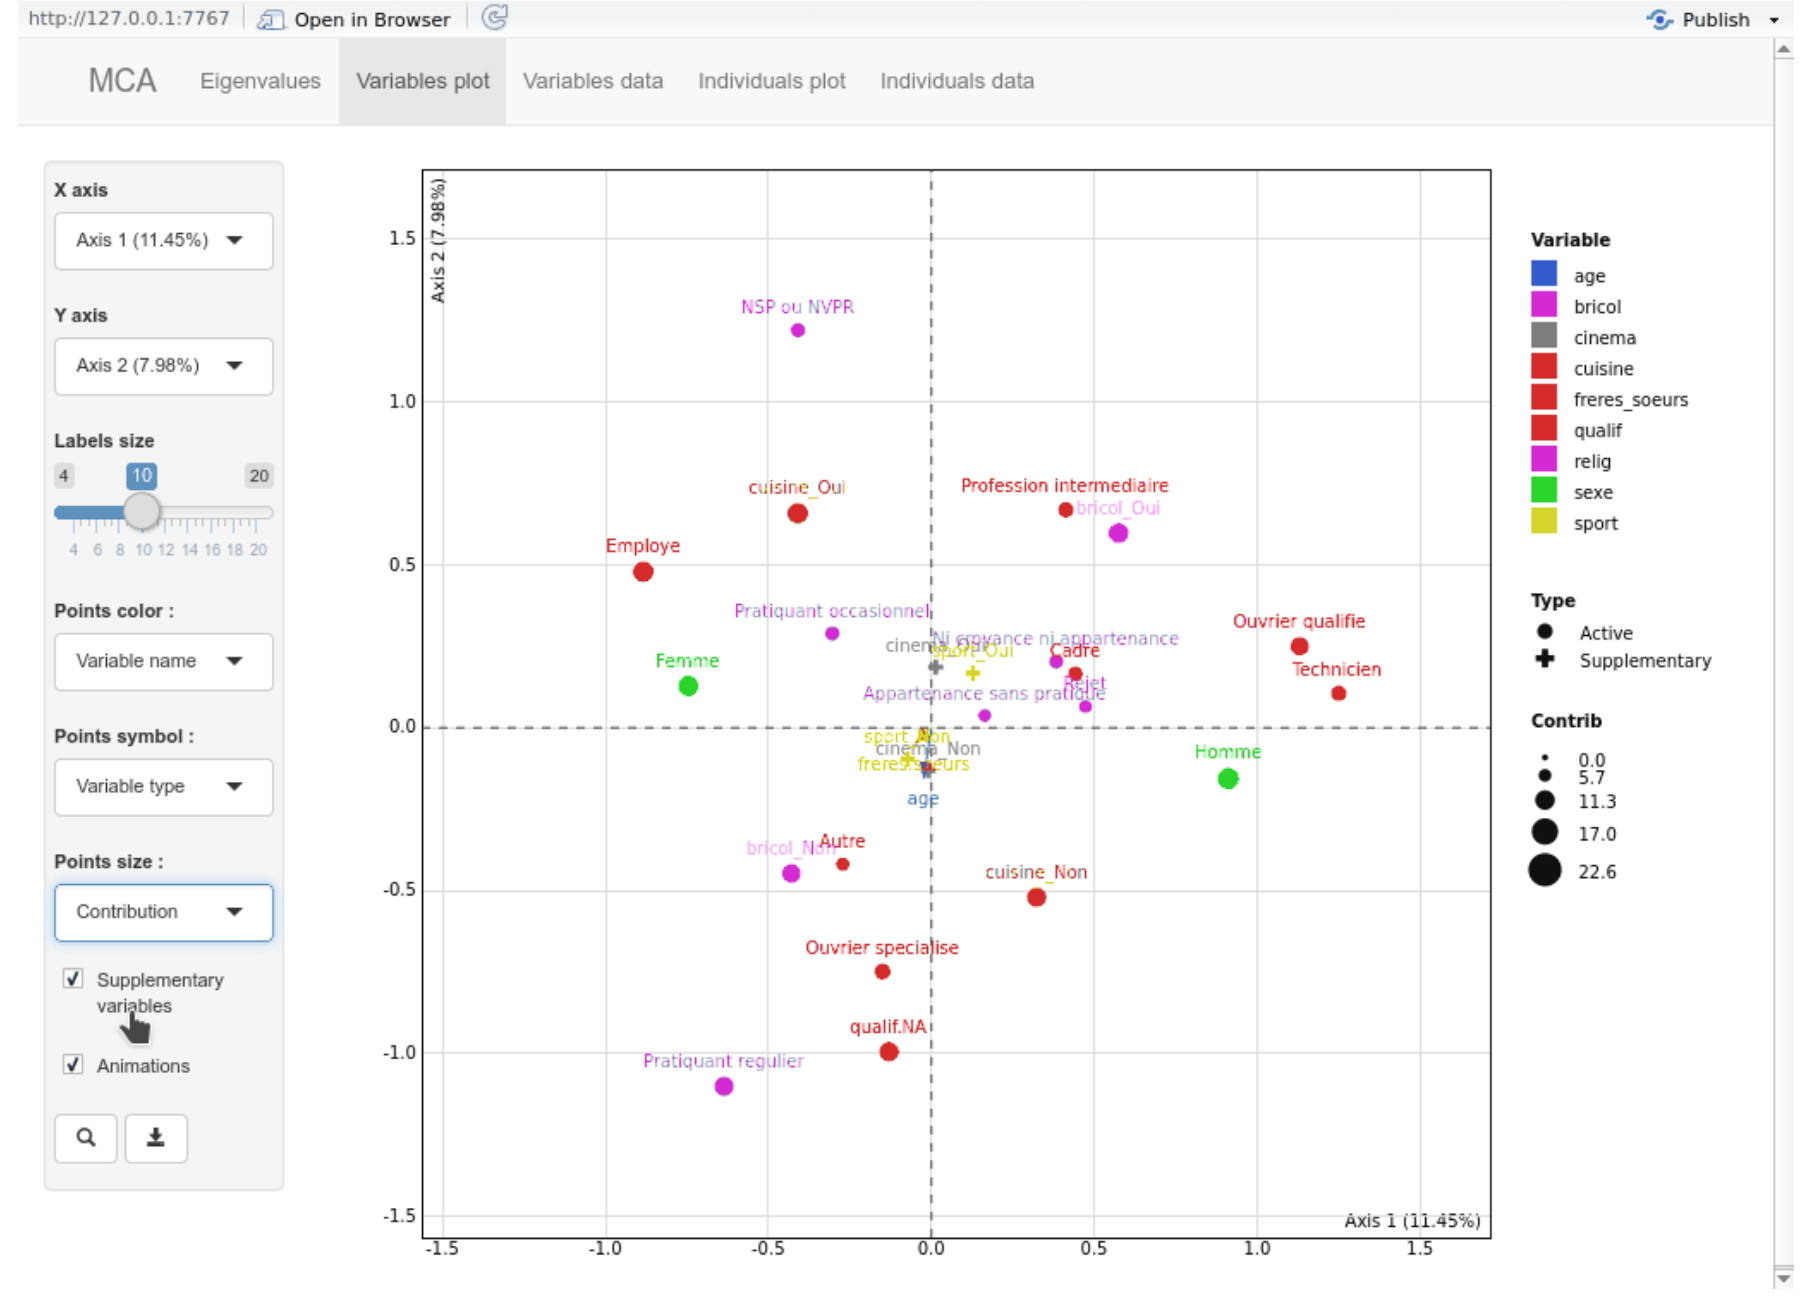 http://127.0.0.1:7767 Open in Browser Publish
MCA Eigenvalues Variables plot Variables data Individuals plot Individuals data
X axis
Axis 1 (11.45%)
Y axis
Axis 2 (7.98%)
Labels size
4 10 20
4 6 8 10 12 14 16 18 20
Points color :
Variable name
Points symbol :
Variable type
Points size :
Contribution
Supplementary
variables
Animations
Axis 2 (7.98%)
1.5
1.0
0.5
0.0
-0.5
-1.0
-1.5
NSP ou NVPR
cuisine_Oui
Profession intermediaire
bricol_Oui
Employe
Pratiquant occasionnel
Ouvrier qualifie
Ni croyance ni appartenance
cinema_Oui
sport_Oui
Cadre
Femme
Technicien
Rejet
Appartenance sans pratique
sport_Non
cinema_Non
Homme
freres.soeurs
age
Autre
bricol_Non
cuisine_Non
Ouvrier specialise
qualif.NA
Pratiquant regulier
Axis 1 (11.45%)
-1.5 -1.0 -0.5 0.0 0.5 1.0 1.5
Variable
age
bricol
cinema
cuisine
freres_soeurs
qualif
relig
sexe
sport
Type
Active
Supplementary
Contrib
0.0
5.7
11.3
17.0
22.6